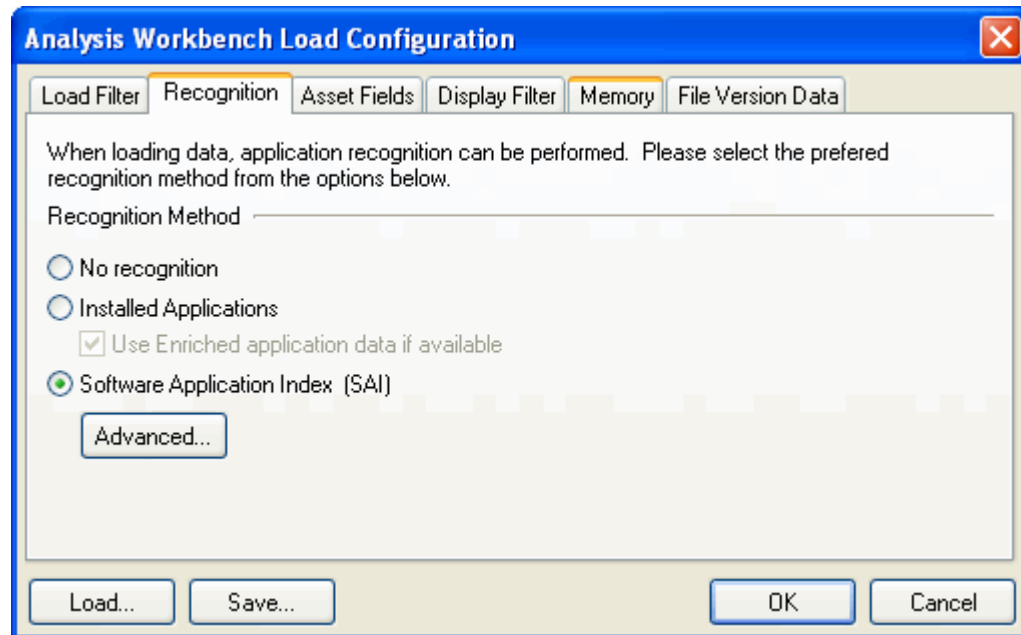 Analysis Workbench Load Configuration
Load Filter Recognition Asset Fields Display Filter Memory File Version Data
When loading data, application recognition can be performed.  Please select the prefered
recognition method from the options below.
Recognition Method
No recognition
Installed Applications
Use Enriched application data if available
Software Application Index  (SAI)
Advanced...
Load... Save... OK Cancel